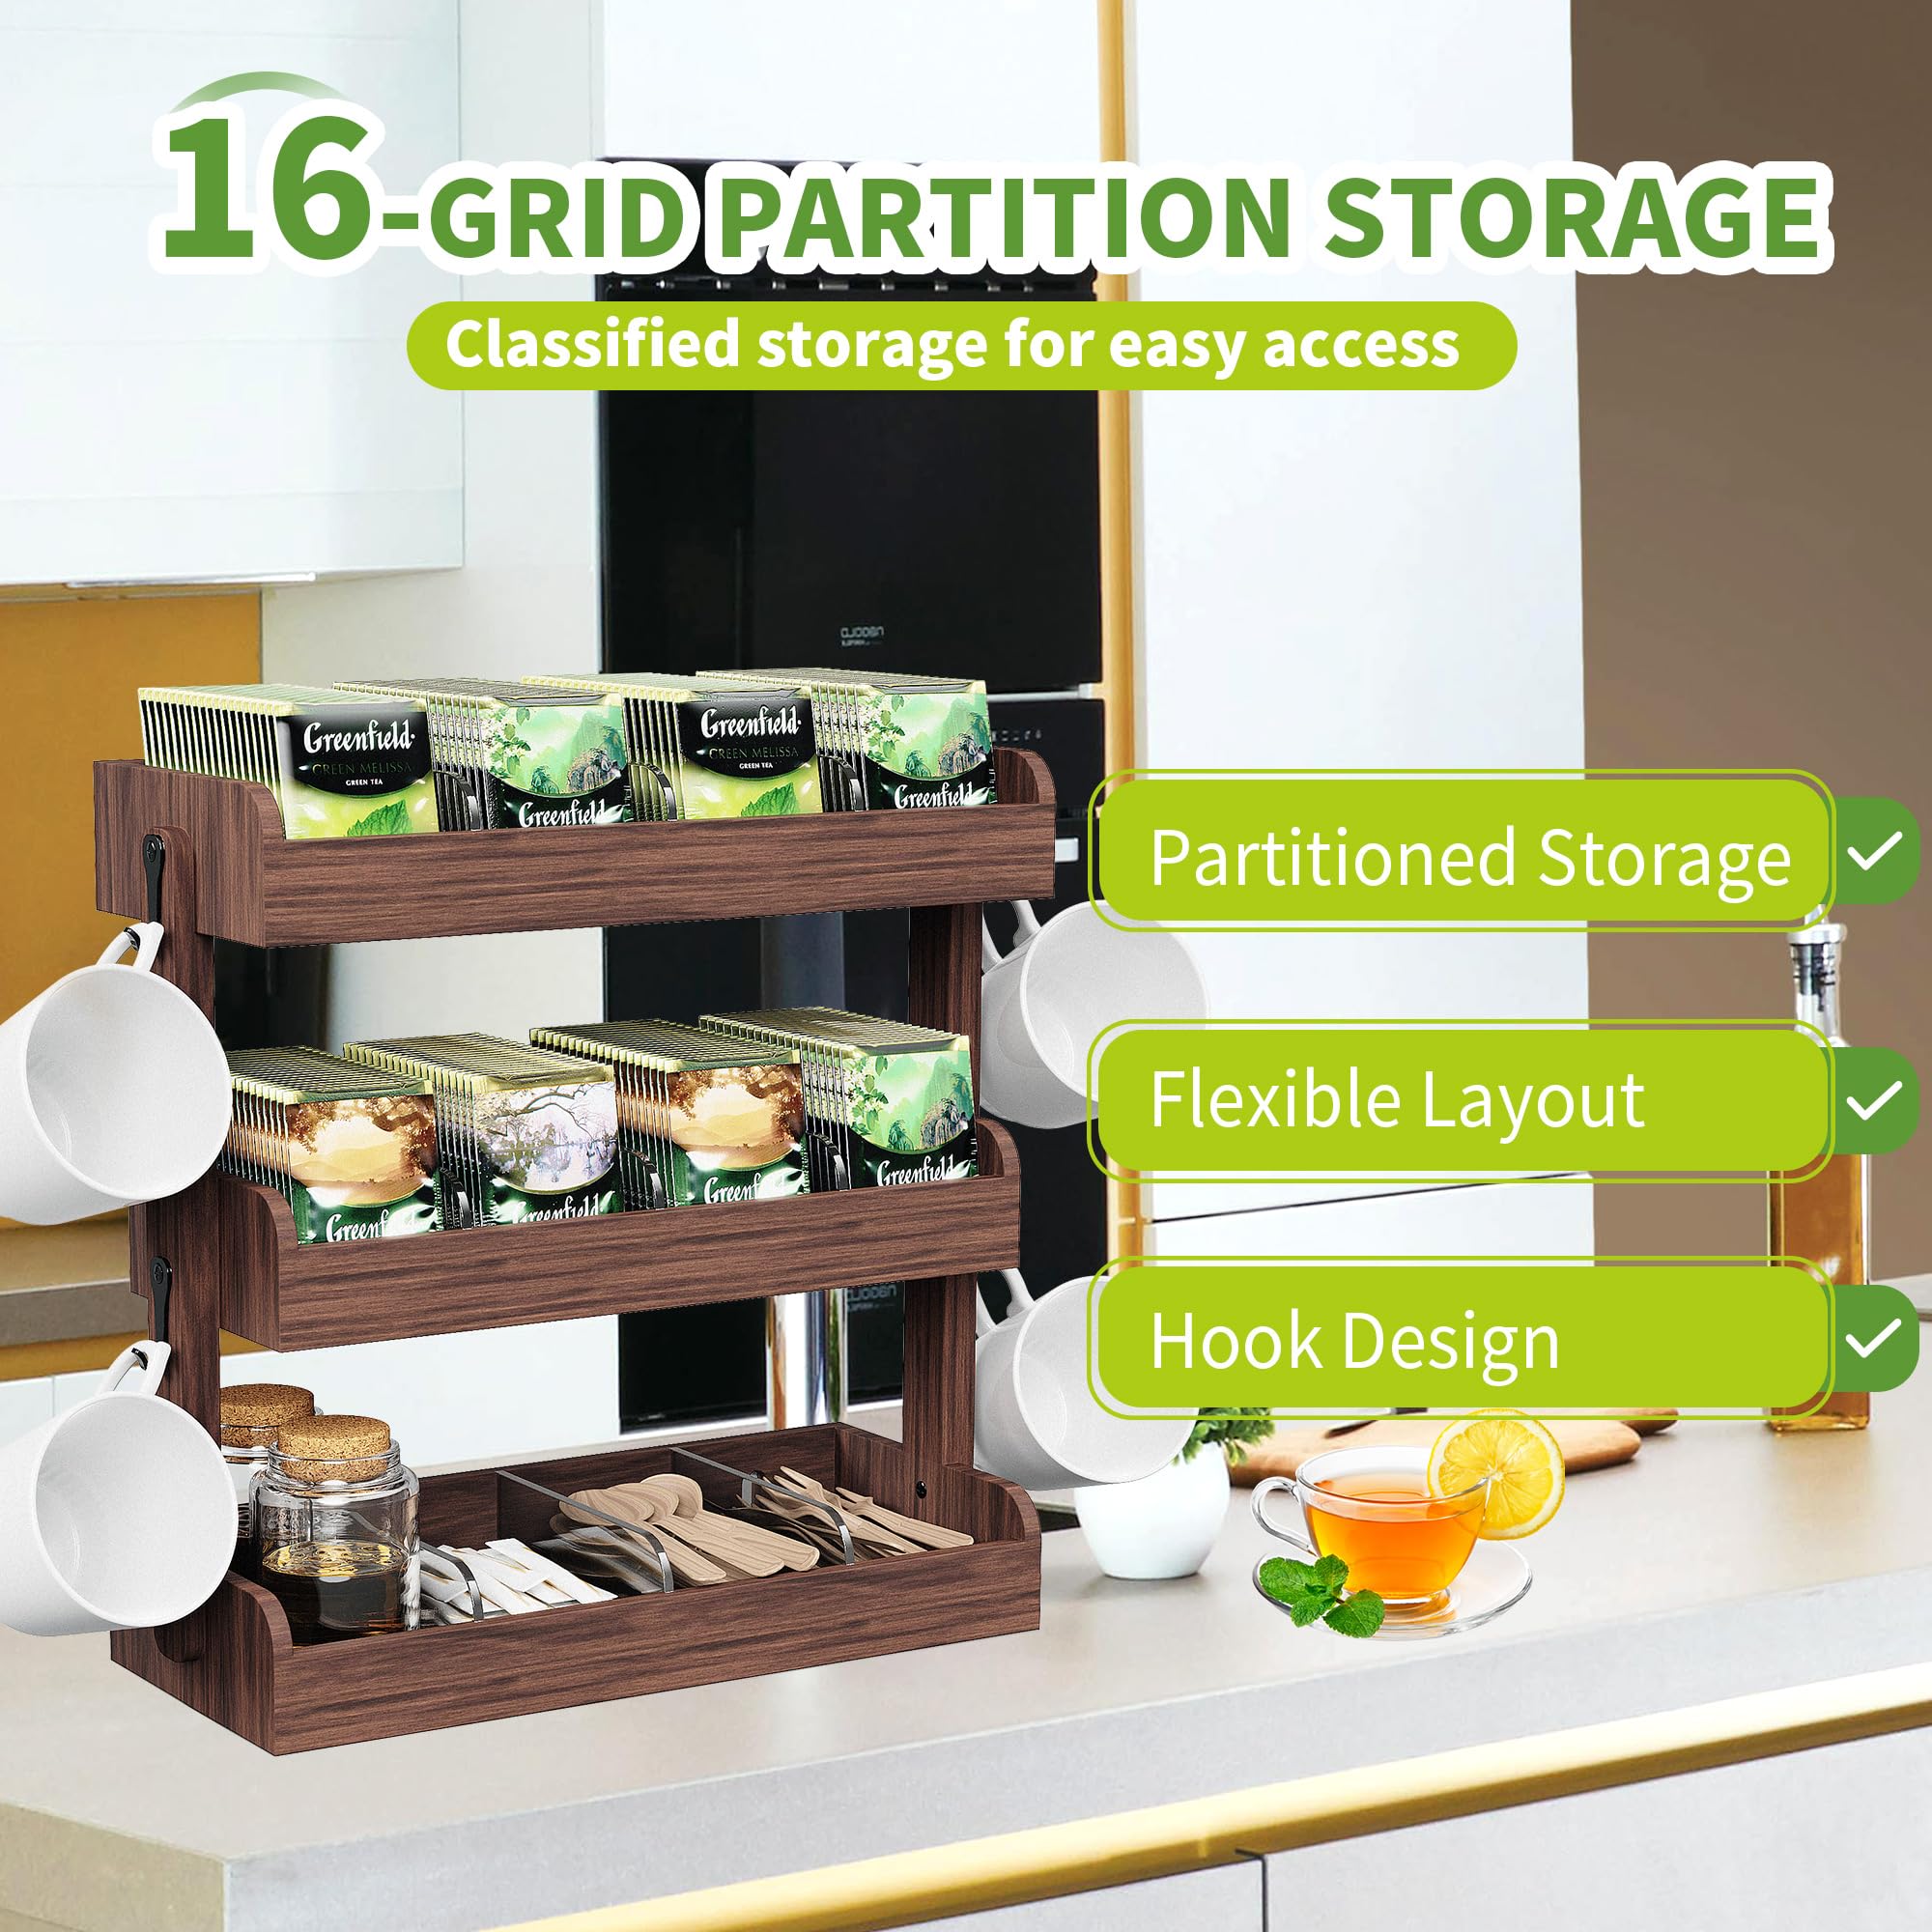 16-GRID PARTITION STORAGE
Classified storage for easy access
Greenfield
GREEN MELISSA
GREEN TEA
Greenfield
Greenfield
GREEN MELISSA
GREEN TEA
Greenfield
Partitioned Storage
Flexible Layout
Greenfield
Greenfield
Greenfield
Greenfield
Hook Design